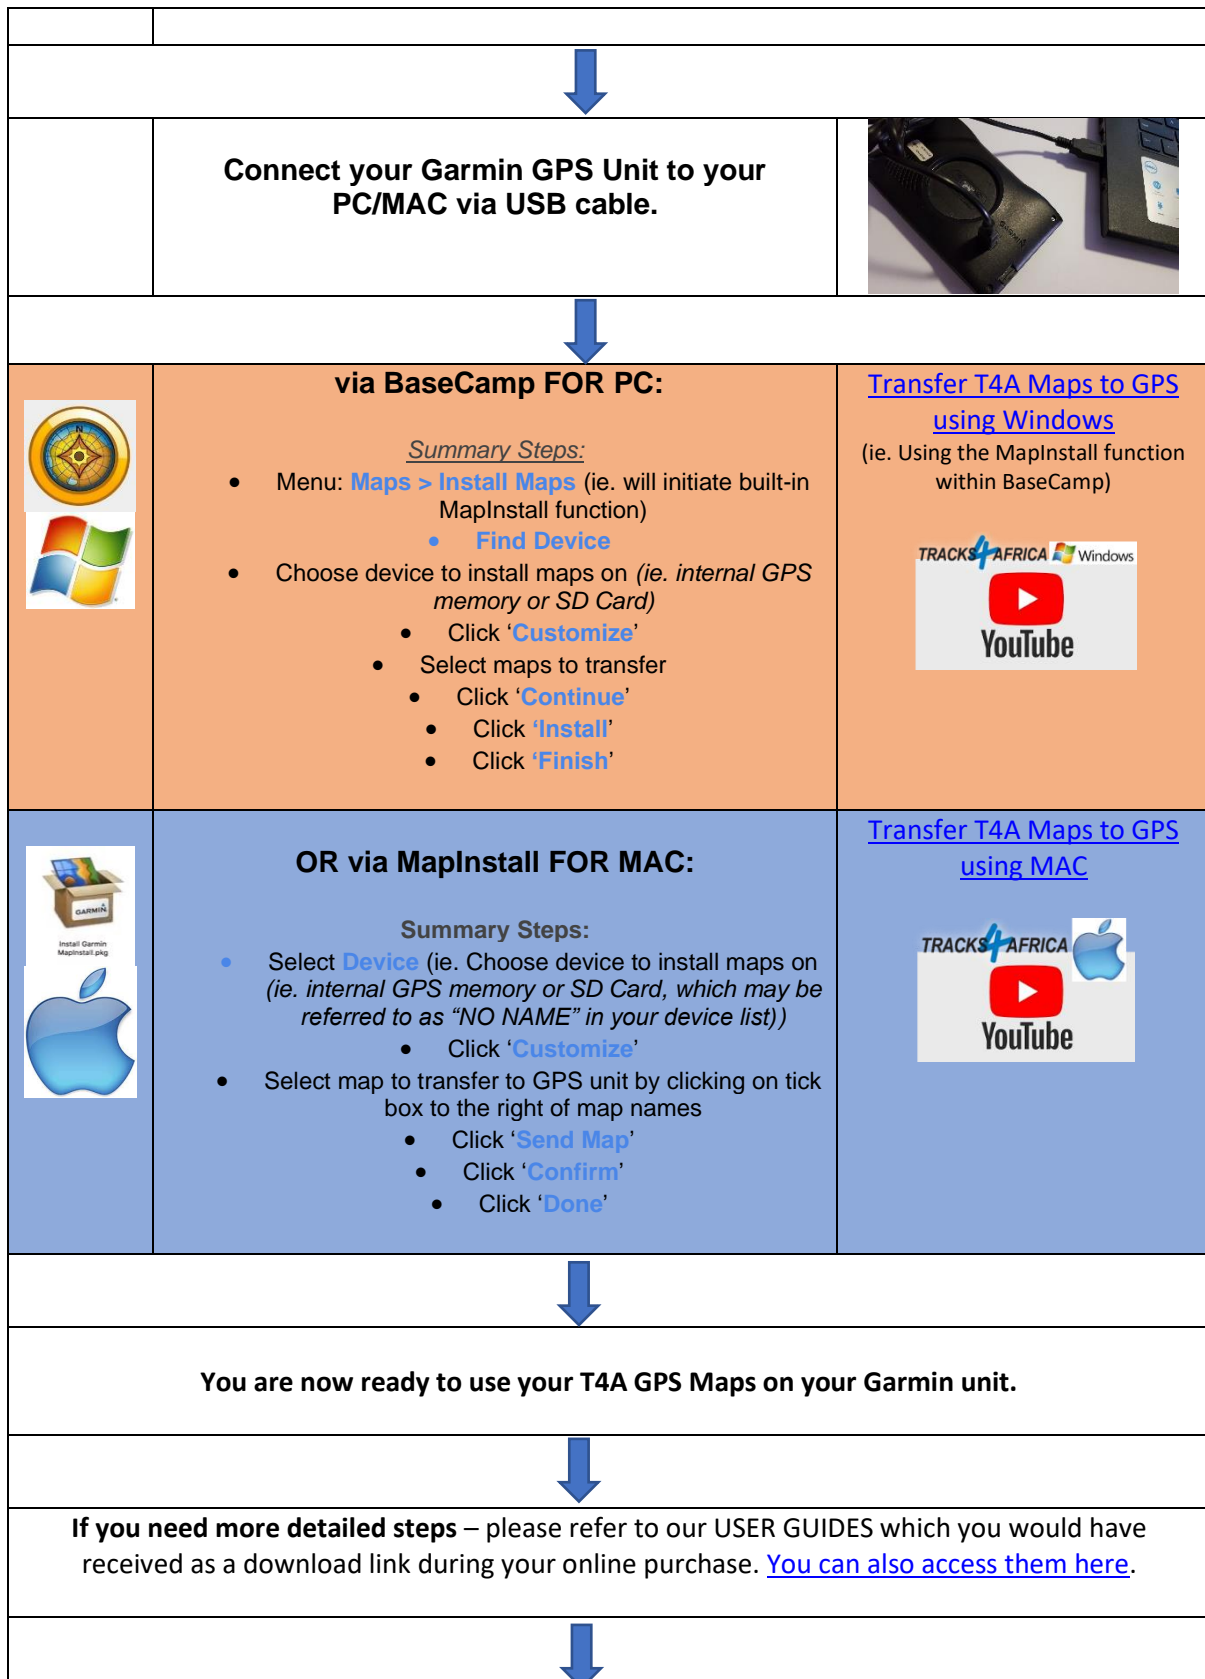 Connect your Garmin GPS Unit to your
PC/MAC via USB cable.
via BaseCamp FOR PC:
Summary Steps:
• Menu: Maps > Install Maps (ie. will initiate built-in
MapInstall function)
• Find Device
• Choose device to install maps on (ie. internal GPS
memory or SD Card)
• Click ‘Customize’
• Select maps to transfer
• Click ‘Continue’
• Click ‘Install’
• Click ‘Finish’
Transfer T4A Maps to GPS
using Windows
(ie. Using the MapInstall function
within BaseCamp)
TRACKS4AFRICA Windows
YouTube
GARMIN
Install Garmin
MapInstall.pkg
OR via MapInstall FOR MAC:
Summary Steps:
• Select Device (ie. Choose device to install maps on
(ie. internal GPS memory or SD Card, which may be
referred to as “NO NAME” in your device list))
• Click ‘Customize’
• Select map to transfer to GPS unit by clicking on tick
box to the right of map names
• Click ‘Send Map’
• Click ‘Confirm’
• Click ‘Done’
Transfer T4A Maps to GPS
using MAC
TRACKS4AFRICA
YouTube
You are now ready to use your T4A GPS Maps on your Garmin unit.
If you need more detailed steps – please refer to our USER GUIDES which you would have
received as a download link during your online purchase. You can also access them here.